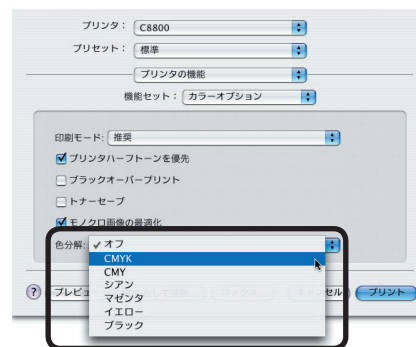 プリンタ： C8800
プリセット： 標準
プリンタの機能
機能セット： カラーオプション
印刷モード： 推奨
プリンタハーフトーンを優先
ブラックオーバープリント
トナーセーブ
モノクロ画像の最適化
色分解： ✓ オフ
CMYK
CMY
シアン
マゼンタ
イエロー
ブラック
? プレビュ セル プリント